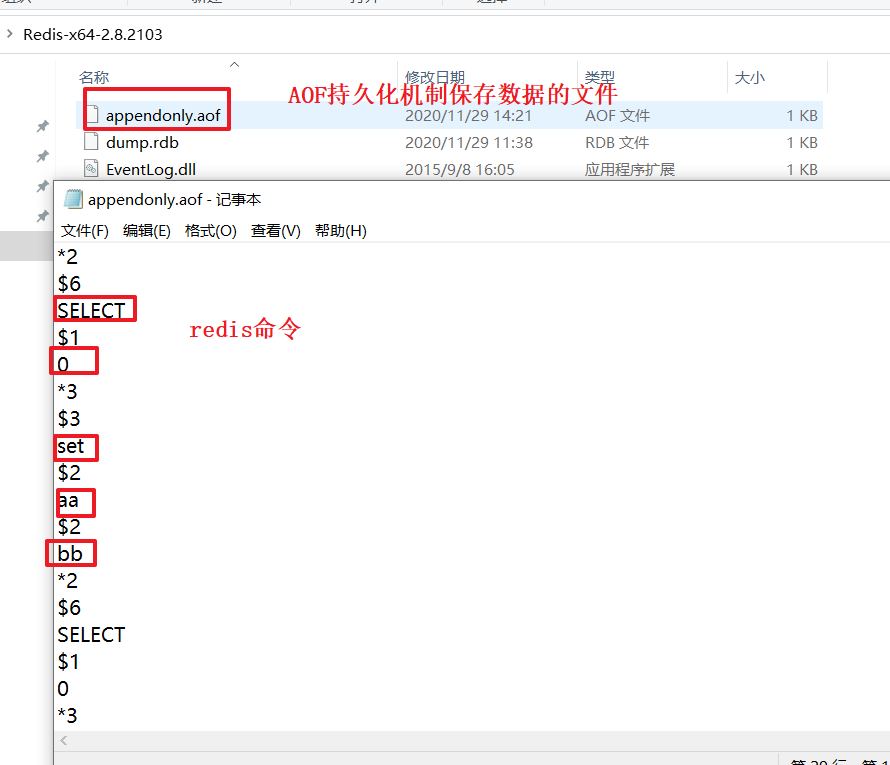 Redis-x64-2.8.2103
名称 修改日期 类型 大小
AOF持久化机制保存数据的文件
appendonly.aof 2020/11/29 14:21 AOF 文件 1 KB
dump.rdb 2020/11/29 11:38 RDB 文件 1 KB
EventLog.dll 2015/9/8 16:05 应用程序扩展 1 KB
appendonly.aof - 记事本
文件(F) 编辑(E) 格式(O) 查看(V) 帮助(H)
*2
$6
SELECT
redis命令
$1
0
*3
$3
set
$2
aa
$2
bb
*2
$6
SELECT
$1
0
*3